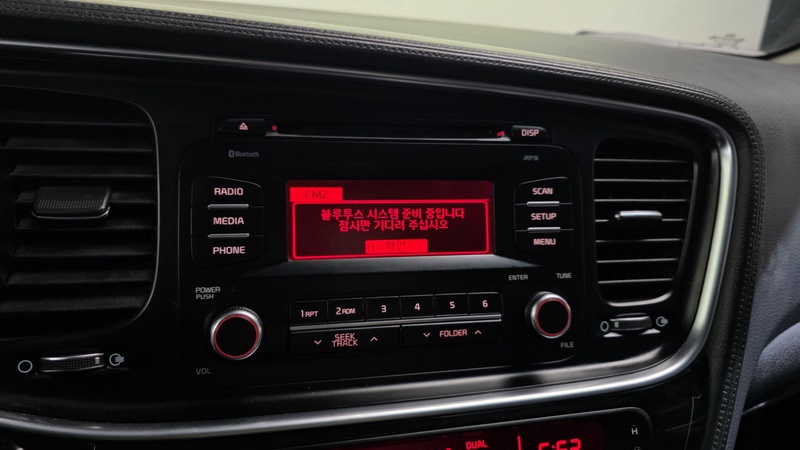 DISP
Bluetooth
MP3
RADIO
SCAN
FM2
MEDIA
블루투스 시스템 준비 중입니다
잠시만 기다려 주십시오
SETUP
PHONE
MENU
POWER
PUSH
ENTER
TUNE
1 RPT
2 RDM
3
4
5
6
SEEK
TRACK
FOLDER
VOL
FILE
DUAL
5:52
H